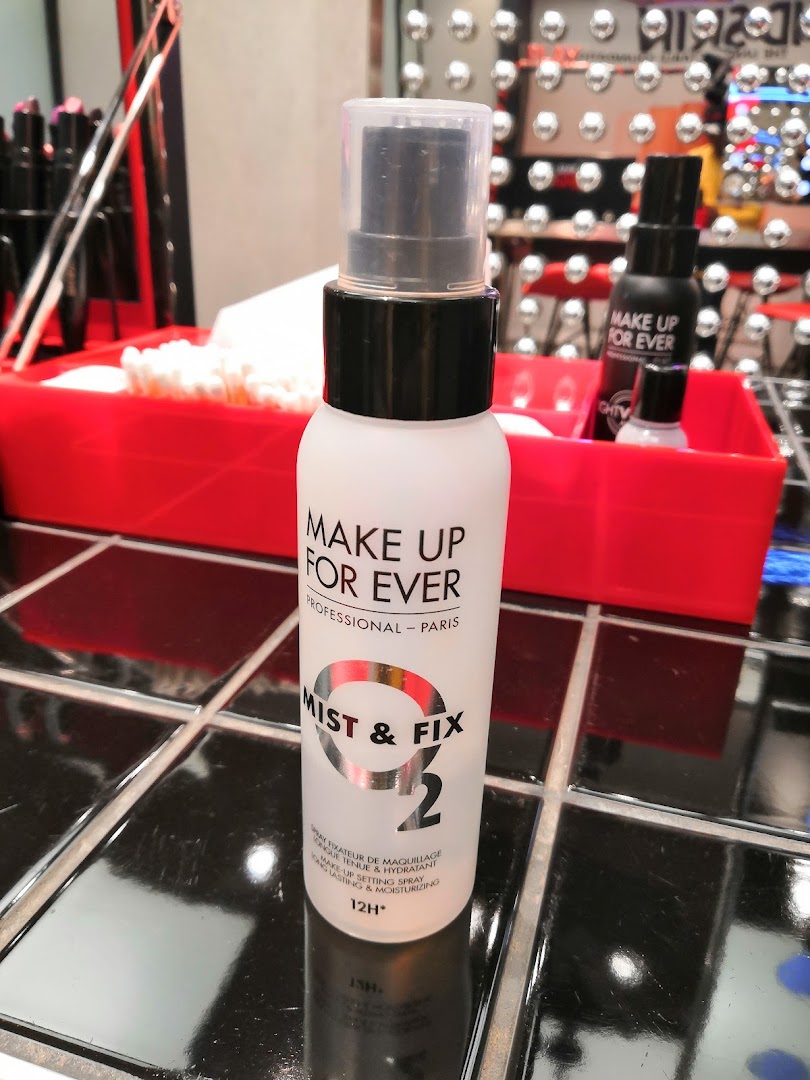 MAKE UP
FOR EVER
PROFESSIONAL – PARIS
MIST & FIX
O2
SPRAY FIXATEUR DE MAQUILLAGE
LONGUE TENUE & HYDRATANT
MAKE-UP SETTING SPRAY
LONG LASTING & MOISTURIZING
12H*
MAKE UP
FOR EVER